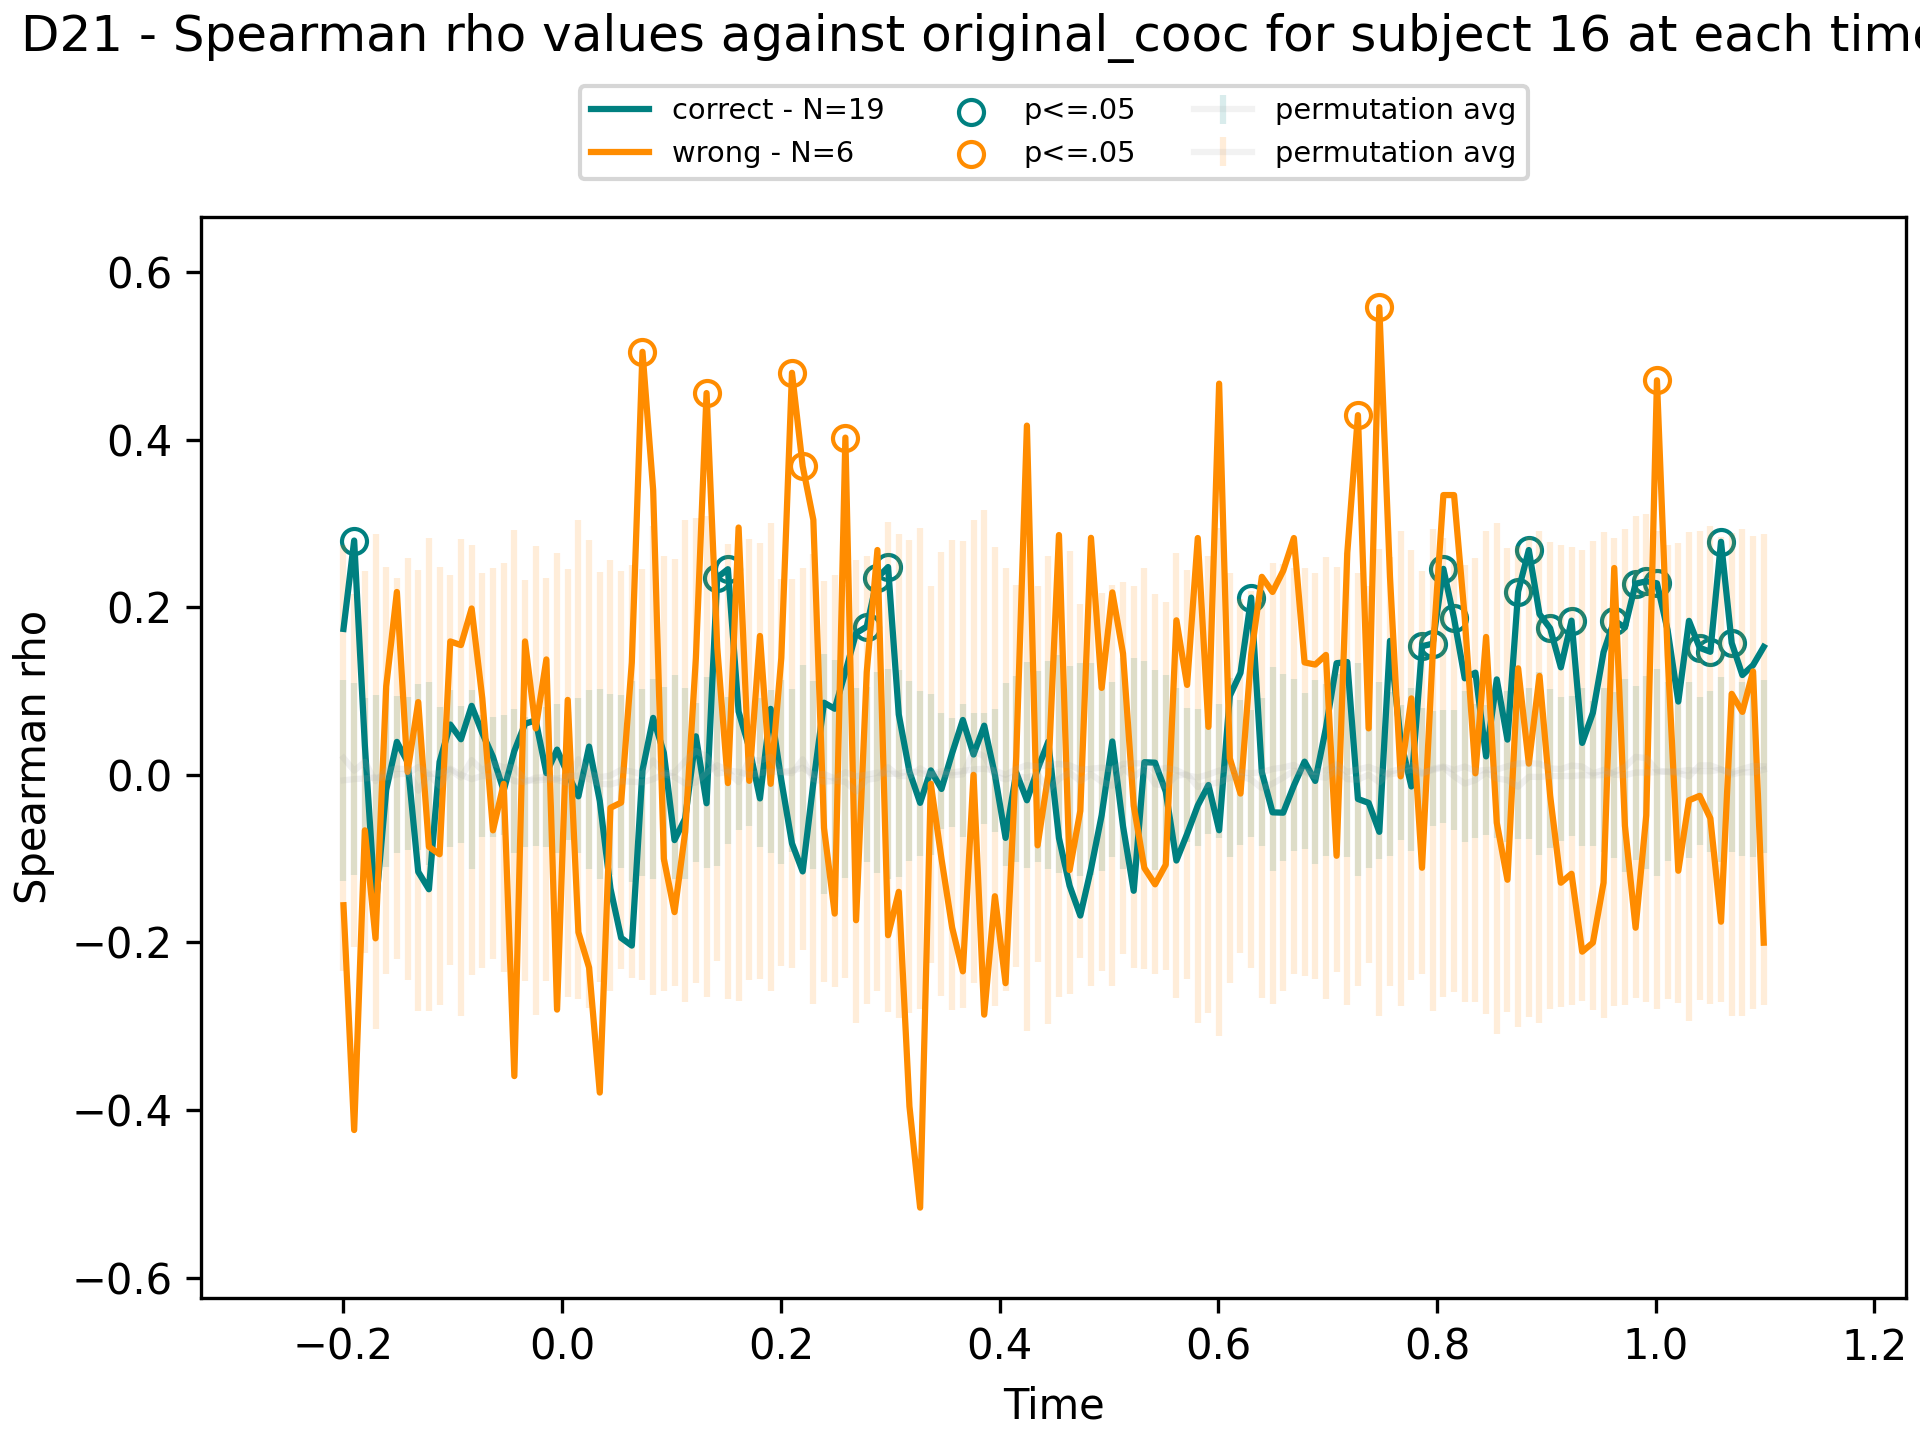 D21 - Spearman rho values against original_cooc for subject 16 at each time
correct - N=19 p<=.05 permutation avg
wrong - N=6 p<=.05 permutation avg
0.6
0.4
0.2
0.0
−0.2
−0.4
−0.6
Spearman rho
−0.2 0.0 0.2 0.4 0.6 0.8 1.0 1.2
Time